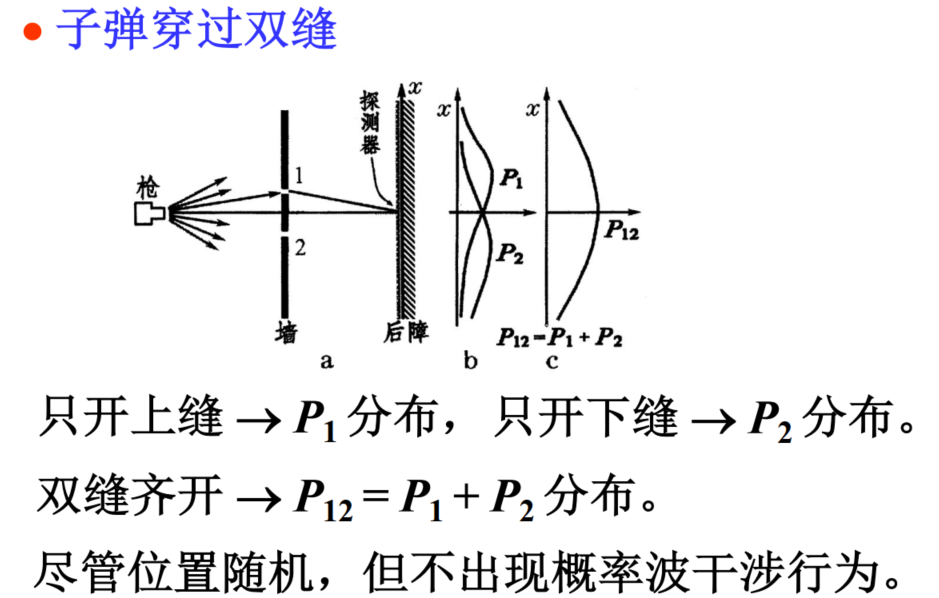 • 子弹穿过双缝
探测器
x
x
x
枪
1
P₁
2
P₂
P₁₂
墙
后障
P₁₂=P₁+P₂
a
b
c
只开上缝 → P₁ 分布，只开下缝 → P₂ 分布。
双缝齐开 → P₁₂ = P₁ + P₂ 分布。
尽管位置随机，但不出现概率波干涉行为。